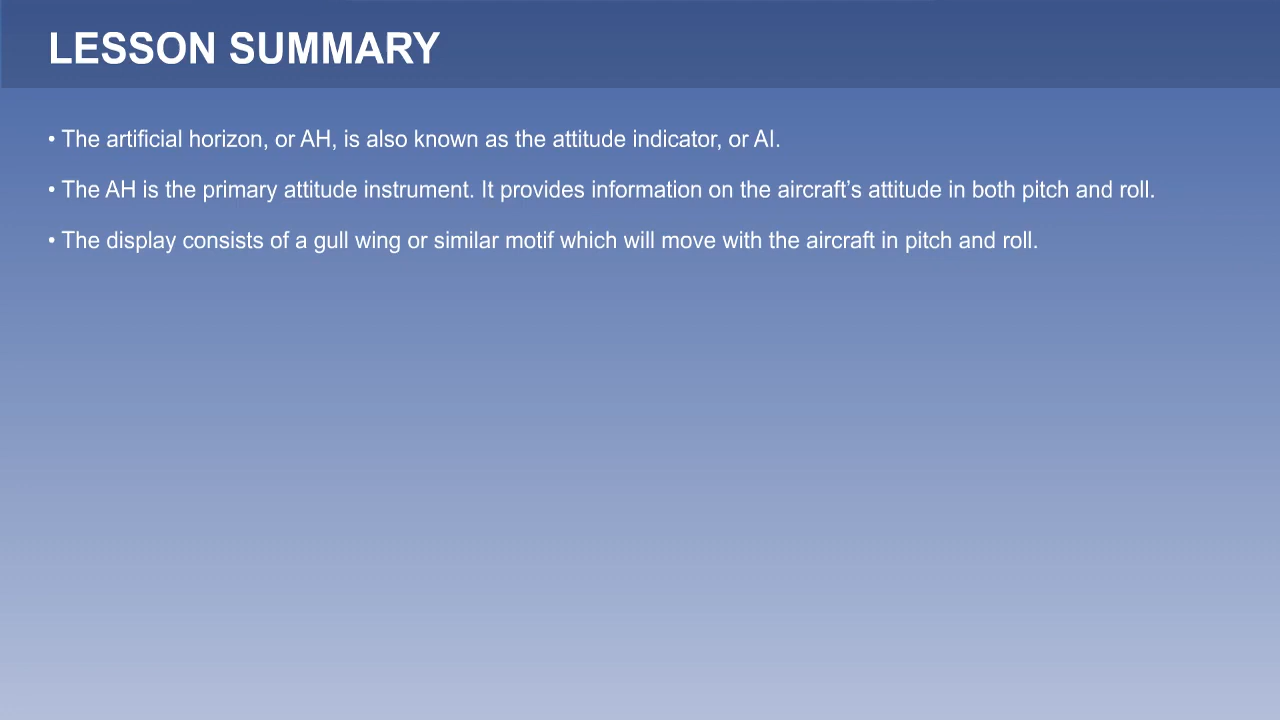 LESSON SUMMARY
• The artificial horizon, or AH, is also known as the attitude indicator, or AI.
• The AH is the primary attitude instrument. It provides information on the aircraft’s attitude in both pitch and roll.
• The display consists of a gull wing or similar motif which will move with the aircraft in pitch and roll.